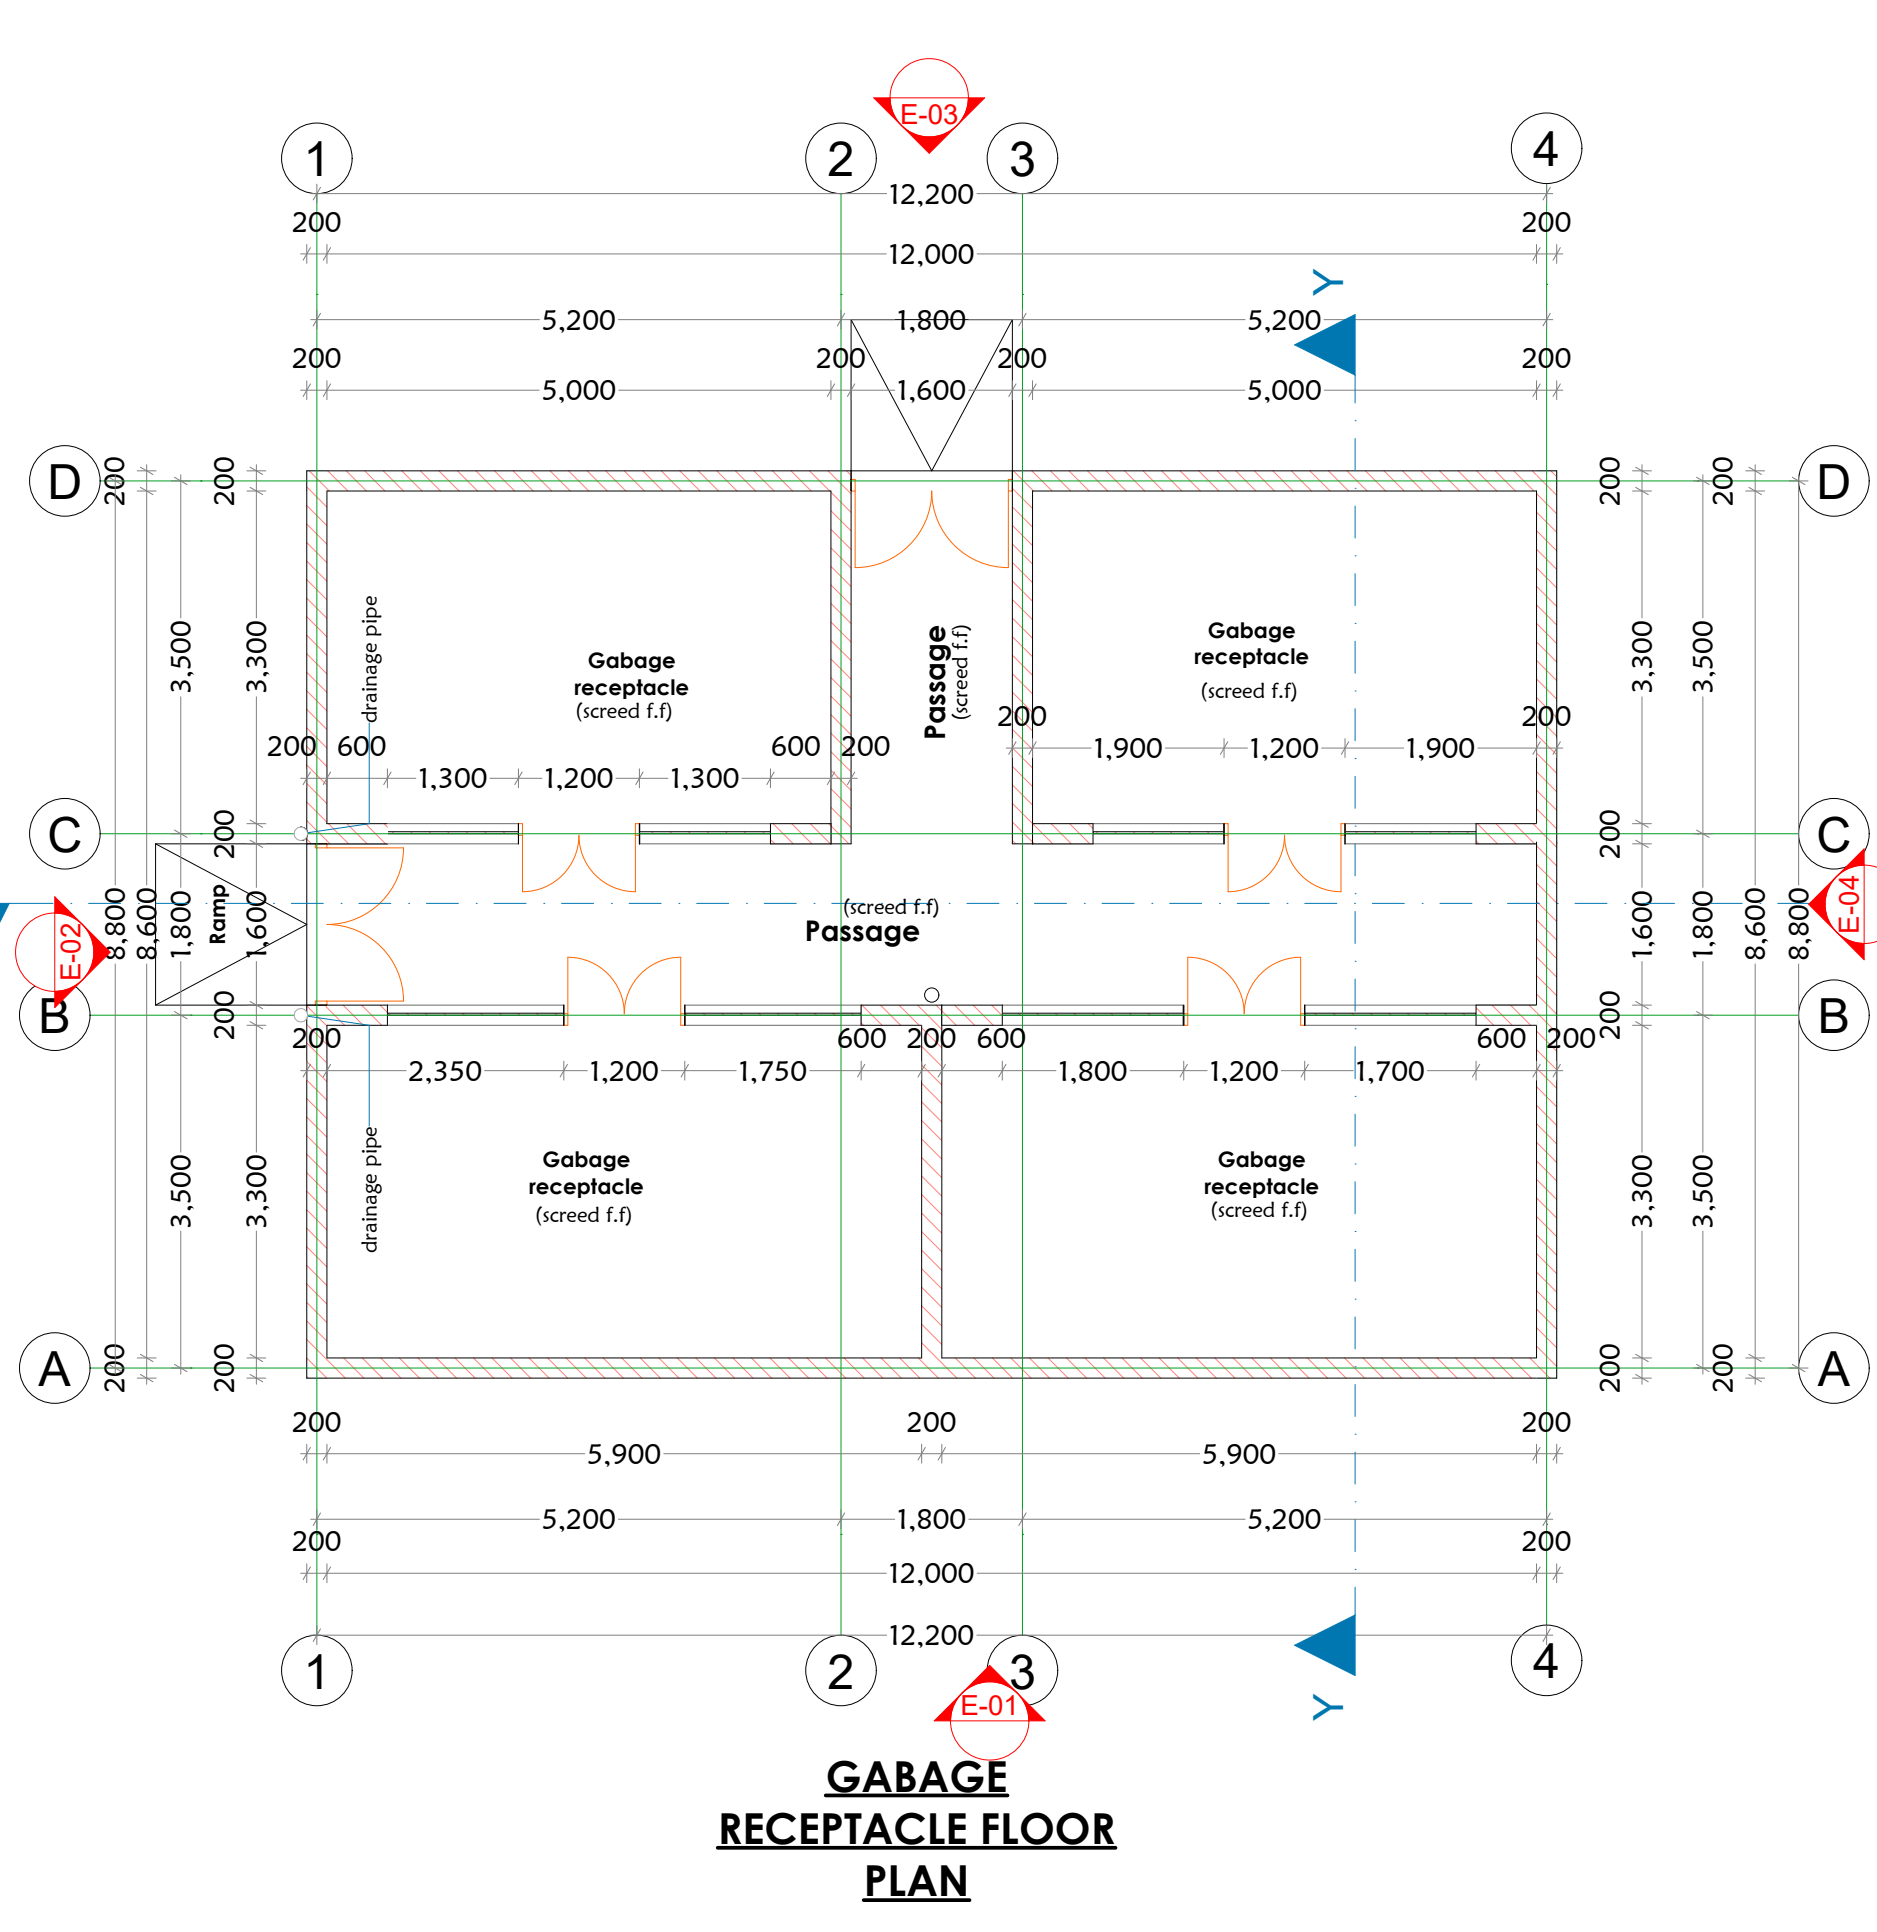 E-03
1 2 3 4
12,200
200 200
12,000
Y
5,200 1,800 5,200
200 200 200 200
5,000 1,600 5,000
D 200 200 200 200 D
3,500 3,300 drainage pipe
Gabage
receptacle
(screed f.f)
Passage
(screed f.f)
Gabage
receptacle
(screed f.f)
3,300 3,500
200 200
200 600 600 200
1,900 1,200 1,900
1,300 1,200 1,300
C 200 200 C
8,800 8,600 1,800 Ramp 1,600
(screed f.f)
Passage
1,600 1,800 8,600 8,800
E-02 E-04
B 200 200 B
200 600 200 600 600 200
2,350 1,200 1,750 1,800 1,200 1,700
3,500 3,300 drainage pipe
Gabage
receptacle
(screed f.f)
Gabage
receptacle
(screed f.f)
3,300 3,500
A 200 200 200 200 A
200 200 200
5,900 5,900
5,200 1,800 5,200
200 200
12,000
12,200
1 2 3 4
E-01
Y
GABAGE
RECEPTACLE FLOOR
PLAN